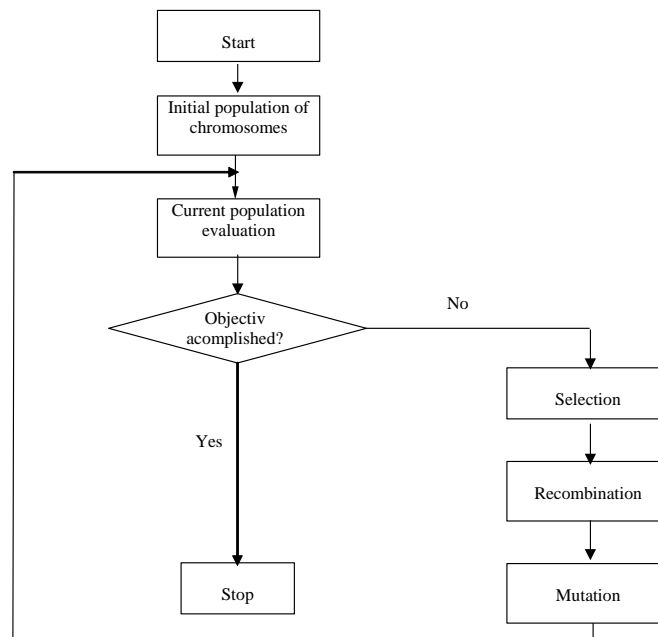 Start
Initial population of
chromosomes
Current population
evaluation
Objectiv
acomplished?
No
Yes
Selection
Recombination
Mutation
Stop